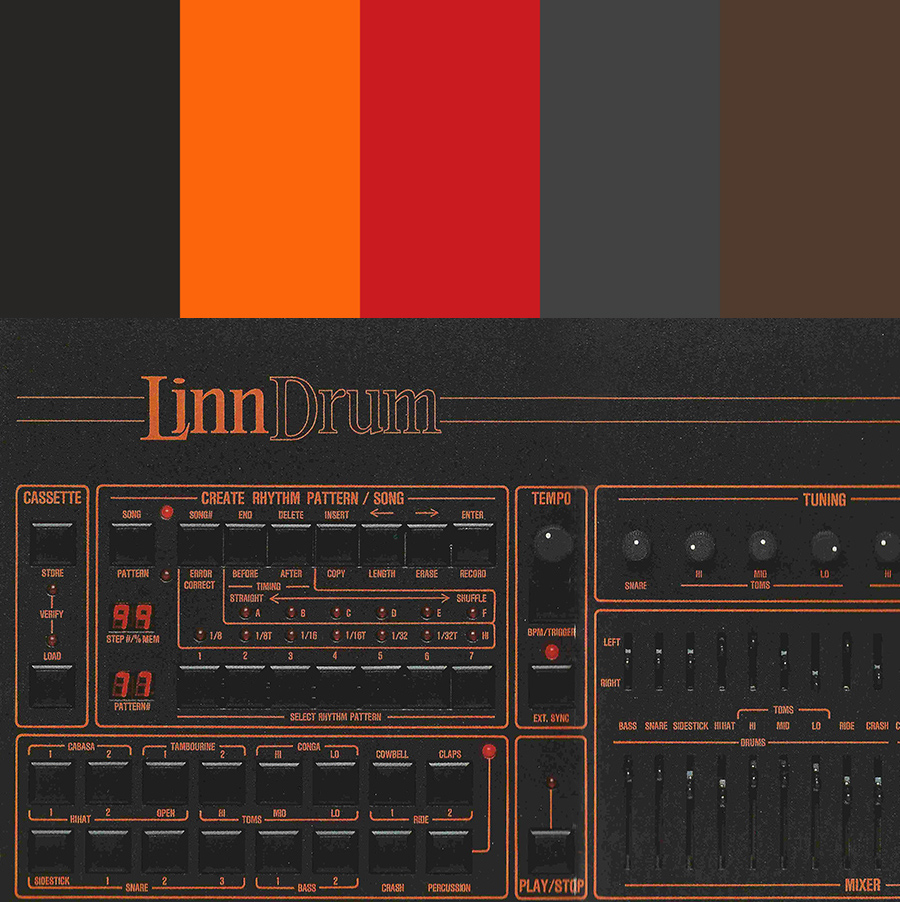 LinnDrum
CASSETTE
STORE
VERIFY
LOAD
CREATE RHYTHM PATTERN / SONG
SONG SONG# END DELETE INSERT ← → ENTER
PATTERN ERROR CORRECT BEFORE AFTER COPY LENGTH ERASE RECORD
TIMING
STRAIGHT SHUFFLE
A B C D E F
99
STEP #/% MEM
1/8 1/8T 1/16 1/16T 1/32 1/32T HI
1 2 3 4 5 6 7
77
PATTERN#
SELECT RHYTHM PATTERN
TEMPO
BPM/TRIGGER
EXT. SYNC
PLAY/STOP
TUNING
SNARE HI MID LO HI
TOMS
LEFT
RIGHT
TOMS
BASS SNARE SIDESTICK HIHAT HI MID LO RIDE CRASH C
DRUMS
MIXER
CABASA TAMBOURINE CONGA COWBELL CLAPS
1 2 1 2 HI LO
1 2 OPEN HI MID LO 1 2
HIHAT TOMS RIDE
SIDESTICK 1 2 3 1 2 CRASH PERCUSSION
SNARE BASS